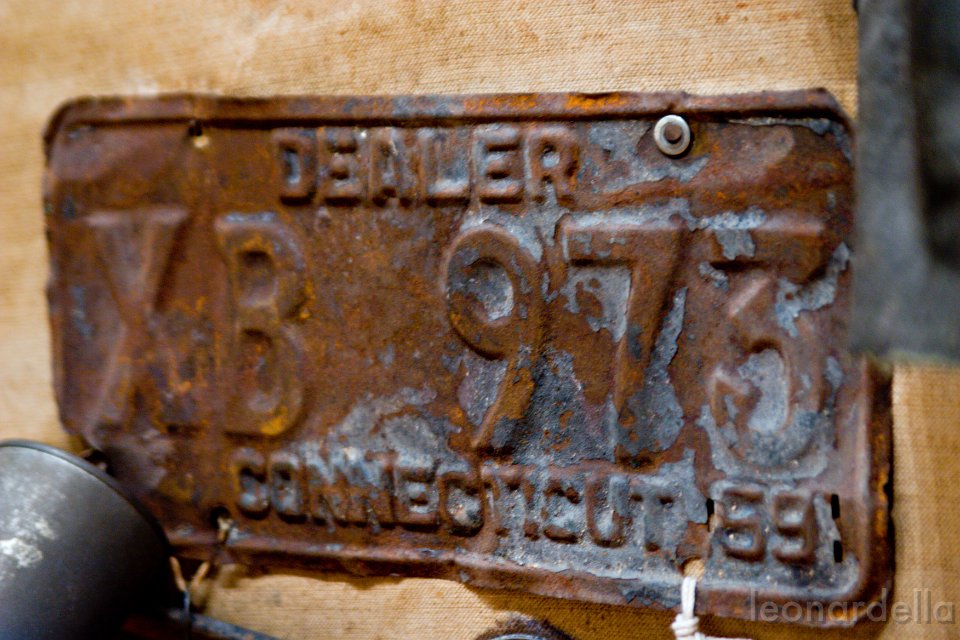 DEALER
XB 973
CONNECTICUT 59
leonardella